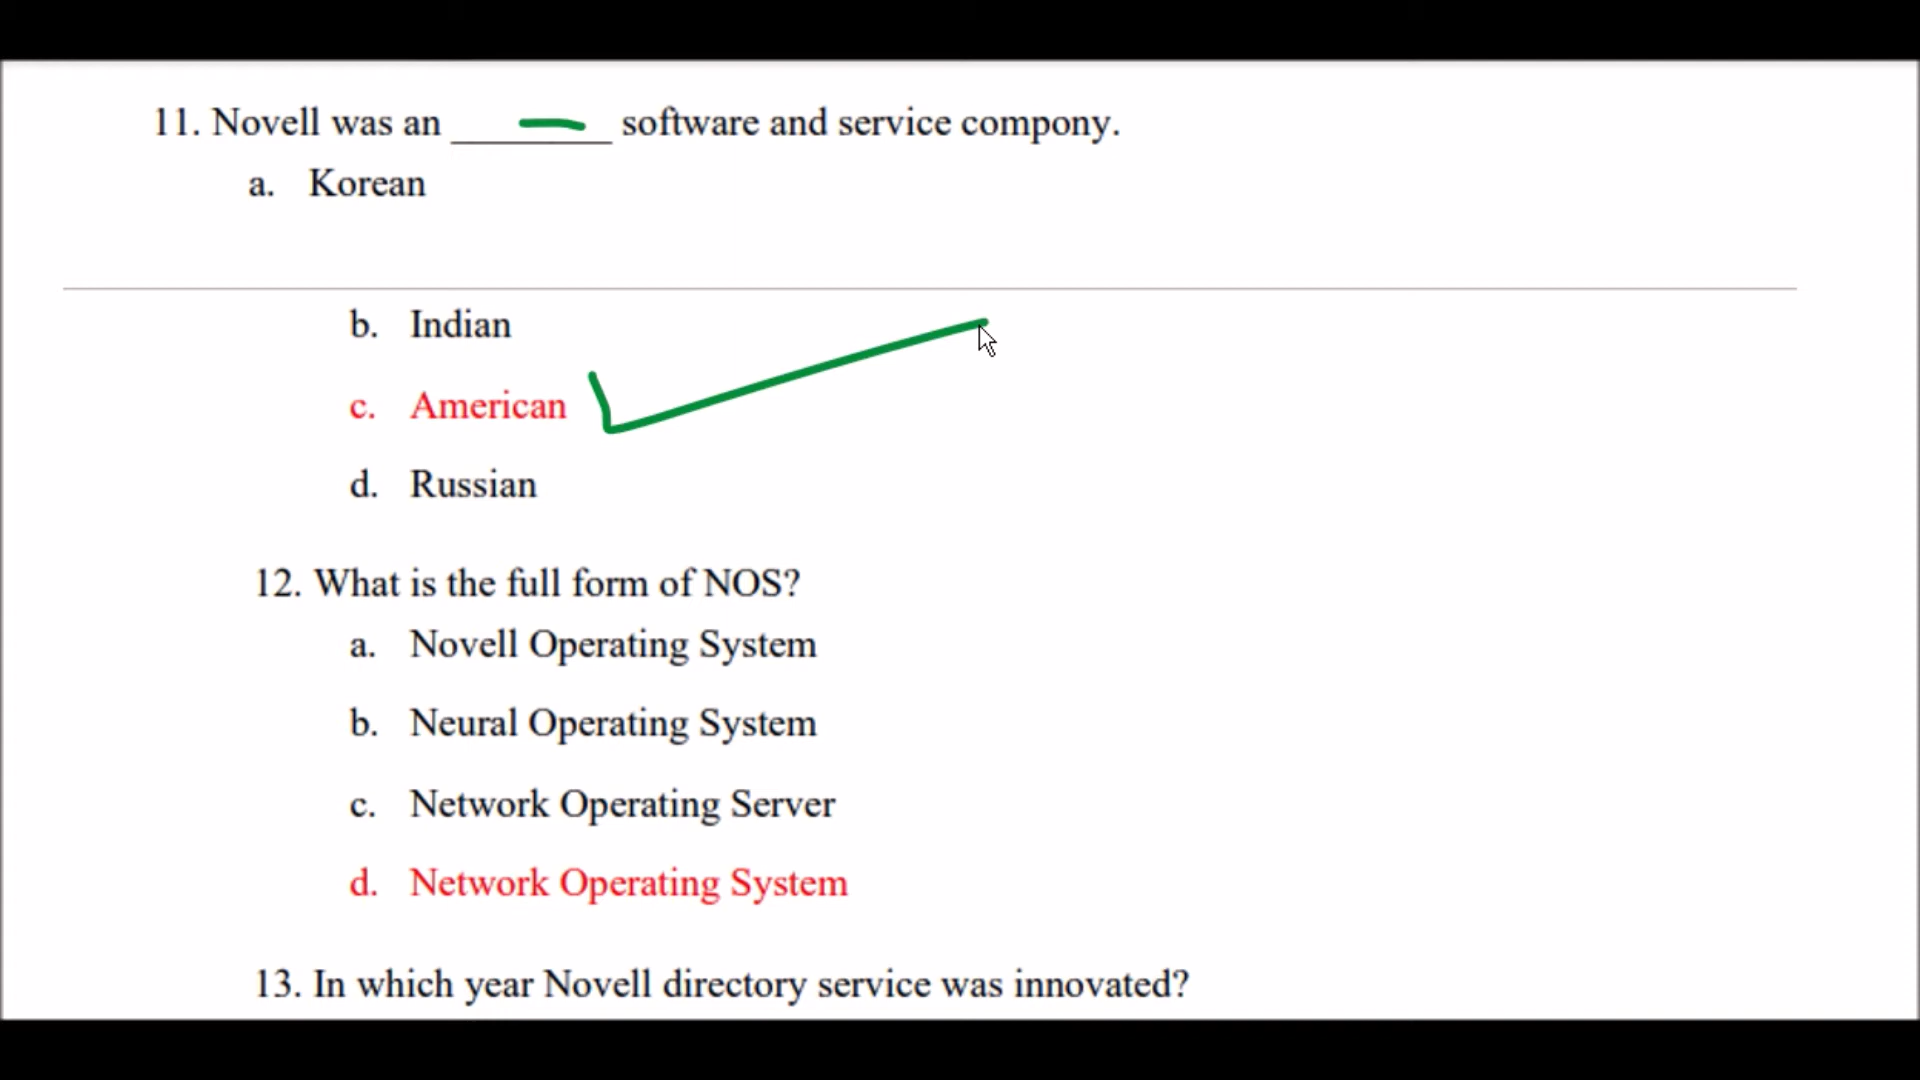 11. Novell was an ________ software and service compony.
a. Korean
b. Indian
c. American
d. Russian
12. What is the full form of NOS?
a. Novell Operating System
b. Neural Operating System
c. Network Operating Server
d. Network Operating System
13. In which year Novell directory service was innovated?